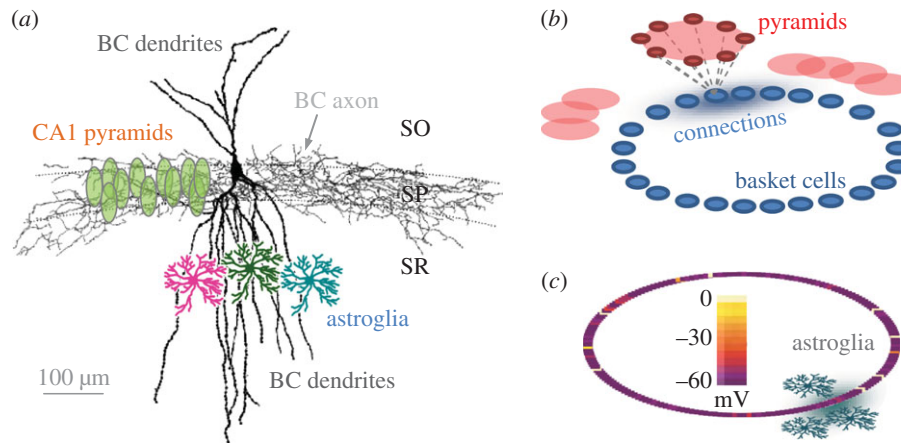 (a)
BC dendrites
BC axon
CA1 pyramids
SO
SP
SR
astroglia
100 µm
BC dendrites
(b)
pyramids
connections
basket cells
(c)
0
–30
–60
mV
astroglia